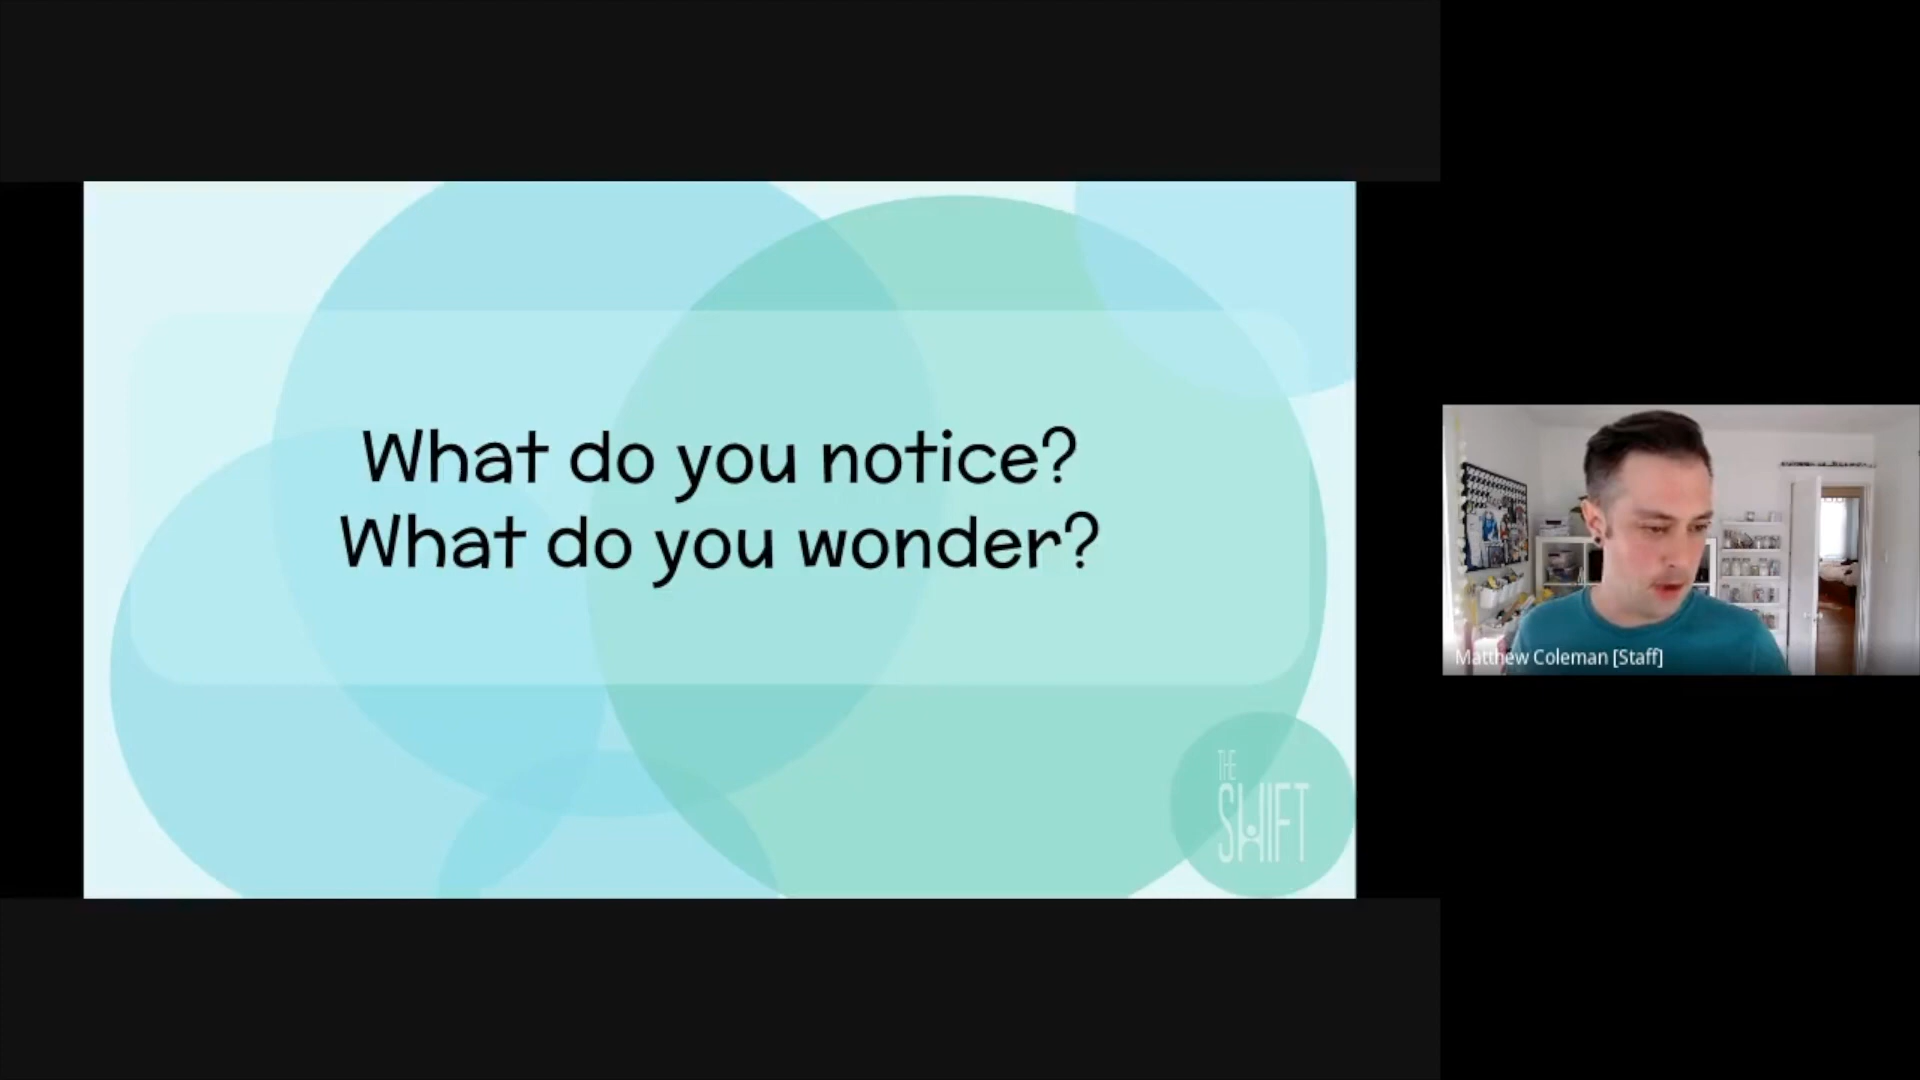 What do you notice?
What do you wonder?
THE
SHIFT
Matthew Coleman [Staff]